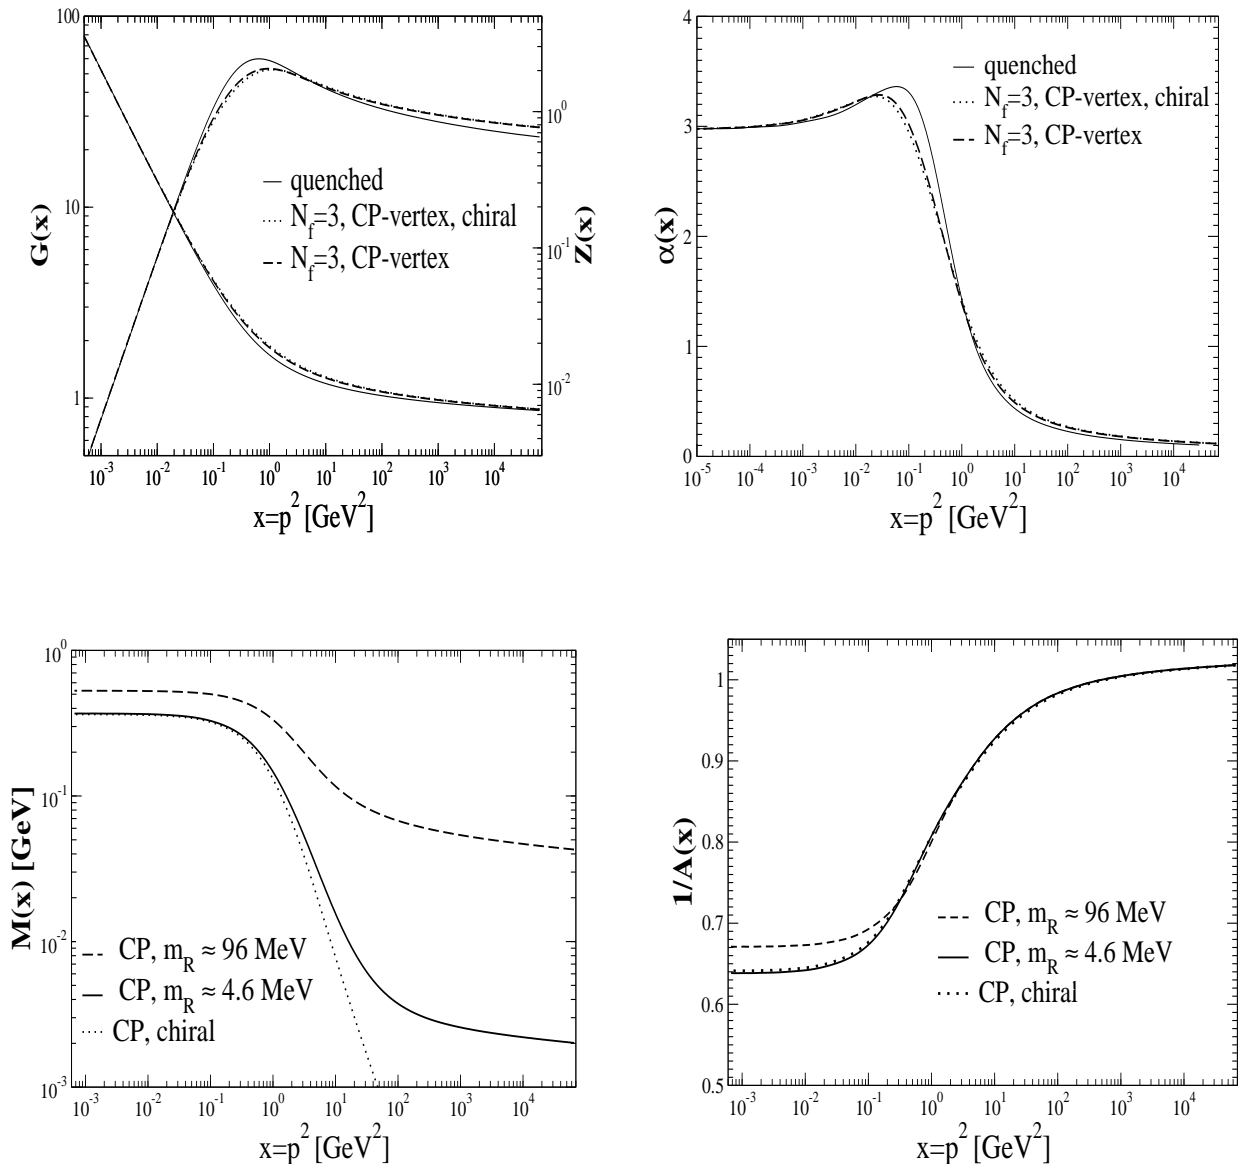 100
10
1
G(x)
10^0
10^-1
10^-2
Z(x)
quenched
N_f=3, CP-vertex, chiral
N_f=3, CP-vertex
10^-3 10^-2 10^-1 10^0 10^1 10^2 10^3 10^4
x=p^2 [GeV^2]
4
3
2
1
0
α(x)
quenched
N_f=3, CP-vertex, chiral
N_f=3, CP-vertex
10^-5 10^-4 10^-3 10^-2 10^-1 10^0 10^1 10^2 10^3 10^4
x=p^2 [GeV^2]
10^0
10^-1
10^-2
10^-3
M(x) [GeV]
CP, m_R ≈ 96 MeV
CP, m_R ≈ 4.6 MeV
CP, chiral
10^-3 10^-2 10^-1 10^0 10^1 10^2 10^3 10^4
x=p^2 [GeV^2]
1
0.9
0.8
0.7
0.6
0.5
1/A(x)
CP, m_R ≈ 96 MeV
CP, m_R ≈ 4.6 MeV
CP, chiral
10^-3 10^-2 10^-1 10^0 10^1 10^2 10^3 10^4
x=p^2 [GeV^2]